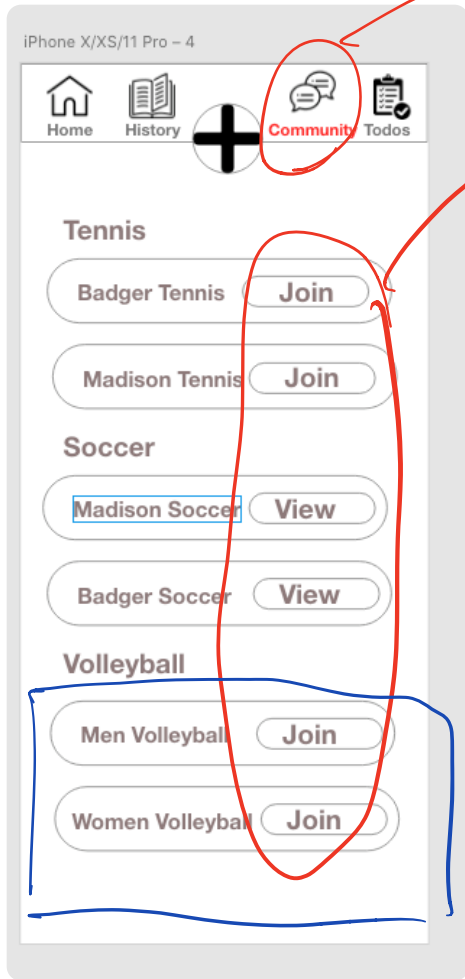 iPhone X/XS/11 Pro – 4
Home History Community Todos
Tennis
Badger Tennis Join
Madison Tennis Join
Soccer
Madison Soccer View
Badger Soccer View
Volleyball
Men Volleyball Join
Women Volleyball Join